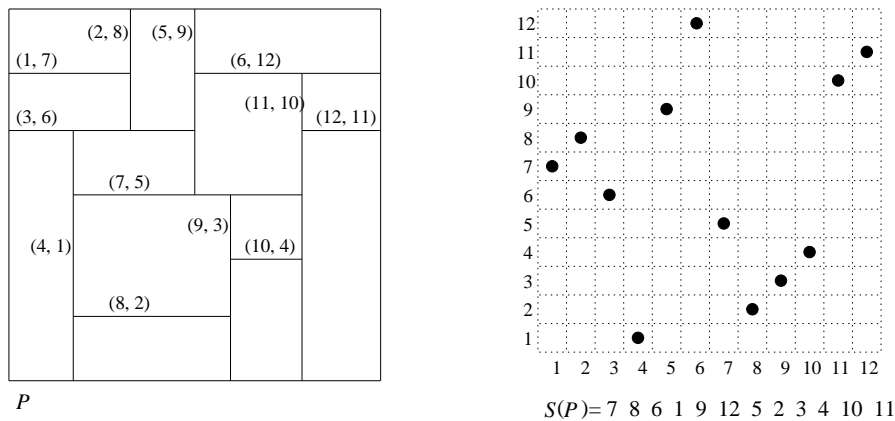 (2, 8) (5, 9)
(1, 7) (6, 12)
(11, 10)
(3, 6) (12, 11)
(7, 5)
(9, 3)
(4, 1) (10, 4)
(8, 2)
P
12
11
10
9
8
7
6
5
4
3
2
1
1 2 3 4 5 6 7 8 9 10 11 12
S(P)= 7 8 6 1 9 12 5 2 3 4 10 11